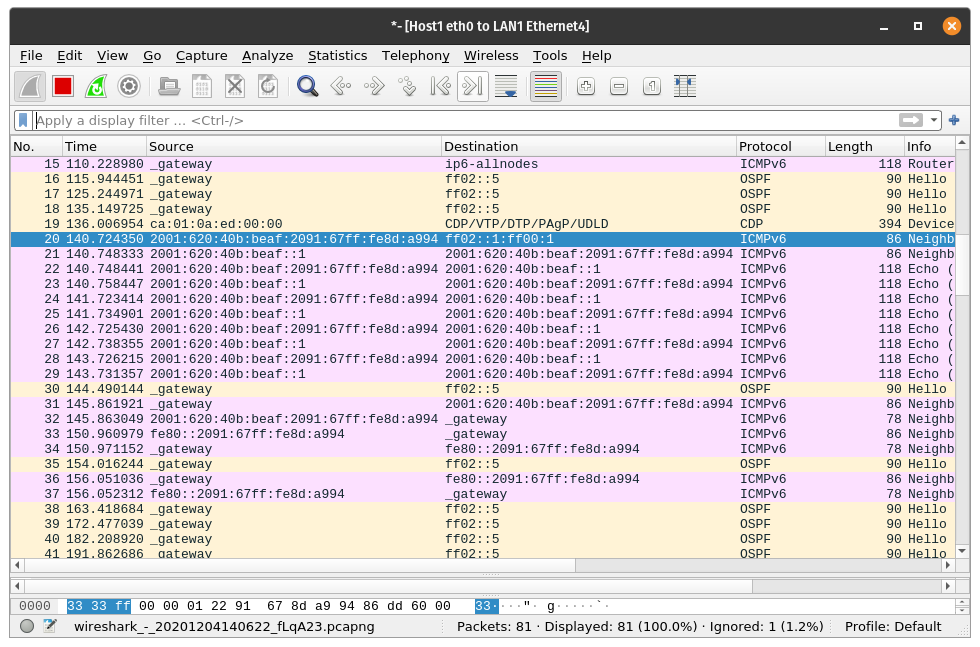 *- [Host1 eth0 to LAN1 Ethernet4]
File Edit View Go Capture Analyze Statistics Telephony Wireless Tools Help
Apply a display filter … <Ctrl-/>
No. Time Source Destination Protocol Length Info
15 110.228980 _gateway ip6-allnodes ICMPv6 118 Router
16 115.944451 _gateway ff02::5 OSPF 90 Hello
17 125.244971 _gateway ff02::5 OSPF 90 Hello
18 135.149725 _gateway ff02::5 OSPF 90 Hello
19 136.006954 ca:01:0a:ed:00:00 CDP/VTP/DTP/PAgP/UDLD CDP 394 Device
20 140.724350 2001:620:40b:beaf:2091:67ff:fe8d:a994 ff02::1:ff00:1 ICMPv6 86 Neighb
21 140.748333 2001:620:40b:beaf::1 2001:620:40b:beaf:2091:67ff:fe8d:a994 ICMPv6 86 Neighb
22 140.748441 2001:620:40b:beaf:2091:67ff:fe8d:a994 2001:620:40b:beaf::1 ICMPv6 118 Echo (
23 140.758447 2001:620:40b:beaf::1 2001:620:40b:beaf:2091:67ff:fe8d:a994 ICMPv6 118 Echo (
24 141.723414 2001:620:40b:beaf:2091:67ff:fe8d:a994 2001:620:40b:beaf::1 ICMPv6 118 Echo (
25 141.734901 2001:620:40b:beaf::1 2001:620:40b:beaf:2091:67ff:fe8d:a994 ICMPv6 118 Echo (
26 142.725430 2001:620:40b:beaf:2091:67ff:fe8d:a994 2001:620:40b:beaf::1 ICMPv6 118 Echo (
27 142.738355 2001:620:40b:beaf::1 2001:620:40b:beaf:2091:67ff:fe8d:a994 ICMPv6 118 Echo (
28 143.726215 2001:620:40b:beaf:2091:67ff:fe8d:a994 2001:620:40b:beaf::1 ICMPv6 118 Echo (
29 143.731357 2001:620:40b:beaf::1 2001:620:40b:beaf:2091:67ff:fe8d:a994 ICMPv6 118 Echo (
30 144.490144 _gateway ff02::5 OSPF 90 Hello
31 145.861921 _gateway 2001:620:40b:beaf:2091:67ff:fe8d:a994 ICMPv6 86 Neighb
32 145.863049 2001:620:40b:beaf:2091:67ff:fe8d:a994 _gateway ICMPv6 78 Neighb
33 150.960979 fe80::2091:67ff:fe8d:a994 _gateway ICMPv6 86 Neighb
34 150.971152 _gateway fe80::2091:67ff:fe8d:a994 ICMPv6 78 Neighb
35 154.016244 _gateway ff02::5 OSPF 90 Hello
36 156.051036 _gateway fe80::2091:67ff:fe8d:a994 ICMPv6 86 Neighb
37 156.052312 fe80::2091:67ff:fe8d:a994 _gateway ICMPv6 78 Neighb
38 163.418684 _gateway ff02::5 OSPF 90 Hello
39 172.477039 _gateway ff02::5 OSPF 90 Hello
40 182.208920 _gateway ff02::5 OSPF 90 Hello
41 191.862686 _gateway ff02::5 OSPF 90 Hello
0000 33 33 ff 00 00 01 22 91 67 8d a9 94 86 dd 60 00 33····"· g·····`·
wireshark_-_20201204140622_fLqA23.pcapng Packets: 81 · Displayed: 81 (100.0%) · Ignored: 1 (1.2%) Profile: Default